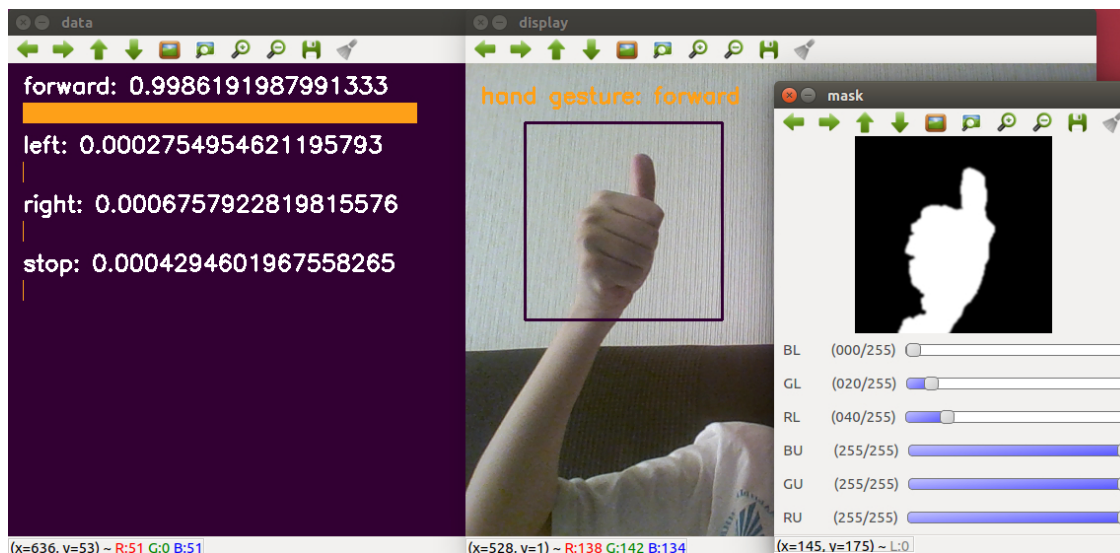 data
forward: 0.9986191987991333
left: 0.0002754954621195793
right: 0.0006757922819815576
stop: 0.0004294601967558265
(x=636, y=53) ~ R:51 G:0 B:51
display
hand gesture: forward
(x=528, y=1) ~ R:138 G:142 B:134
mask
BL (000/255)
GL (020/255)
RL (040/255)
BU (255/255)
GU (255/255)
RU (255/255)
(x=145, y=175) ~ L:0